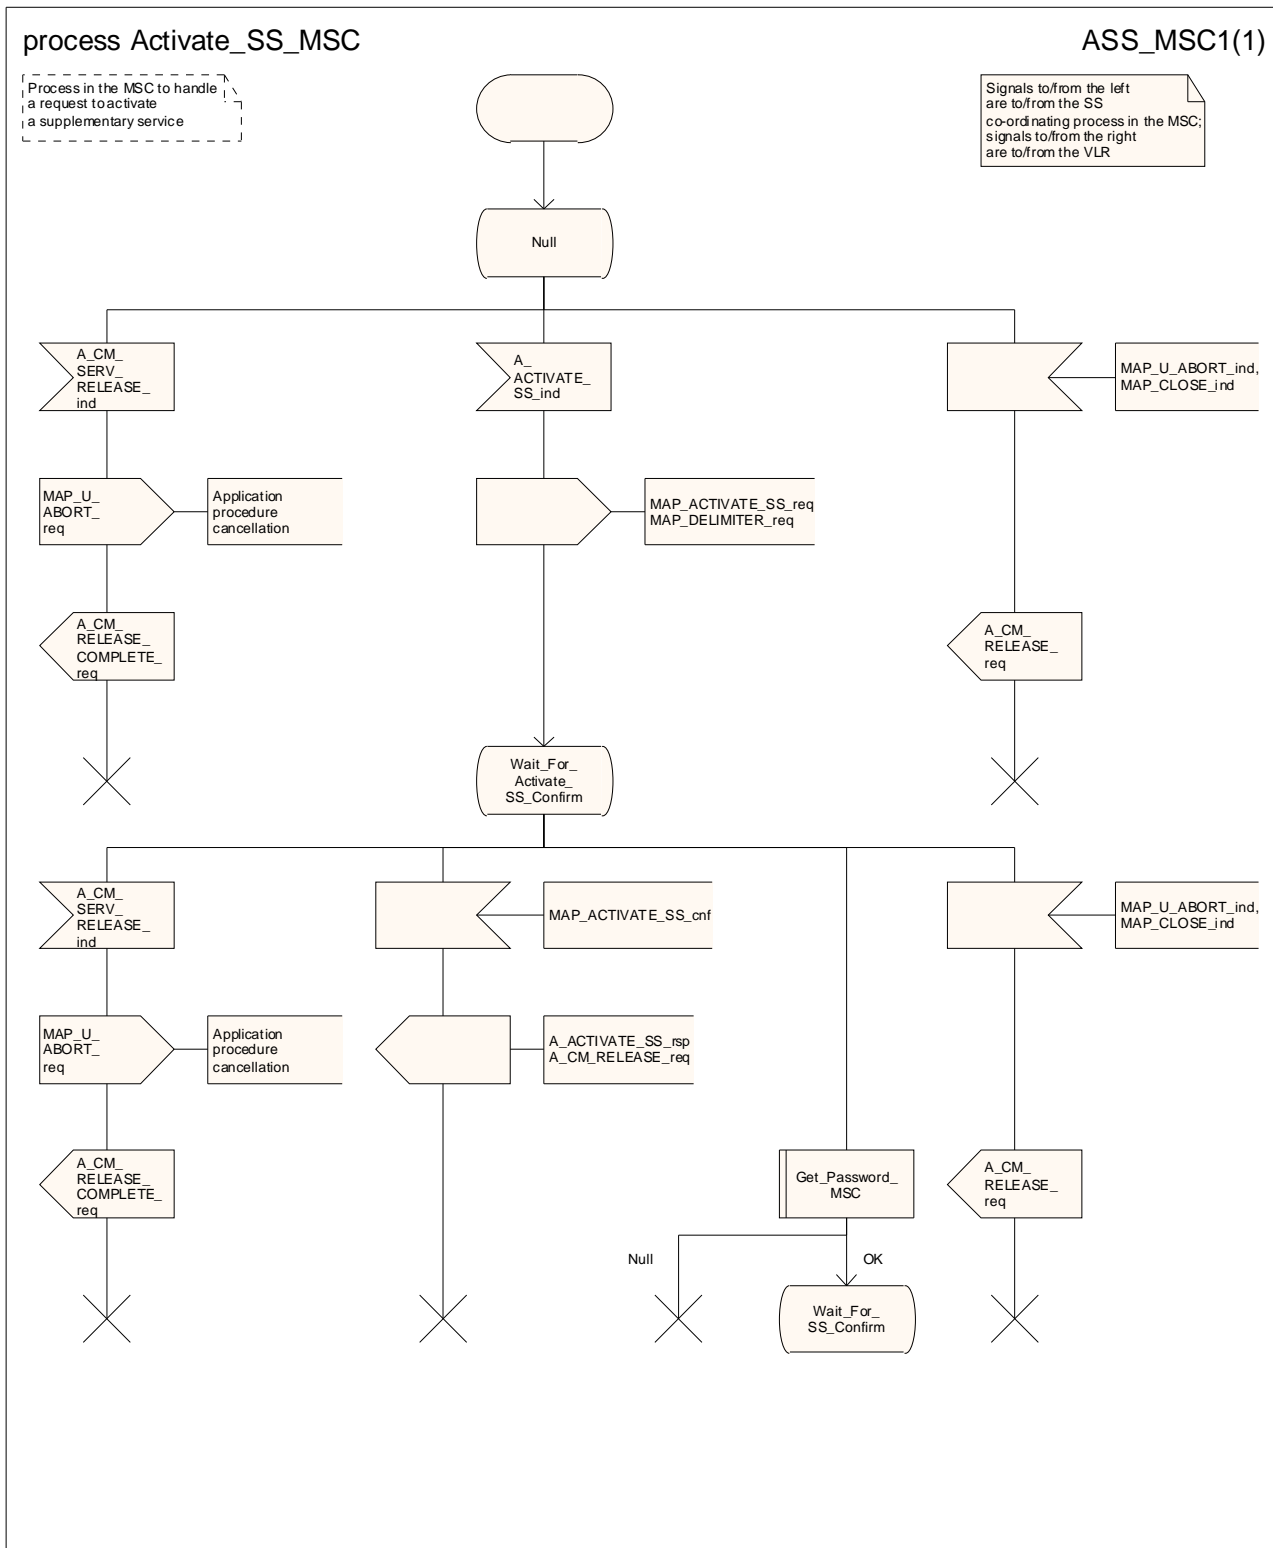 process Activate_SS_MSC
ASS_MSC1(1)
Process in the MSC to handle
a request to activate
a supplementary service
Signals to/from the left
are to/from the SS
co-ordinating process in the MSC;
signals to/from the right
are to/from the VLR
Null
A_CM_
SERV_
RELEASE_
ind
A_
ACTIVATE_
SS_ind
MAP_U_ABORT_ind,
MAP_CLOSE_ind
MAP_U_
ABORT_
req
Application
procedure
cancellation
MAP_ACTIVATE_SS_req
MAP_DELIMITER_req
A_CM_
RELEASE_
COMPLETE_
req
A_CM_
RELEASE_
req
Wait_For_
Activate_
SS_Confirm
A_CM_
SERV_
RELEASE_
ind
MAP_ACTIVATE_SS_cnf
MAP_U_ABORT_ind,
MAP_CLOSE_ind
MAP_U_
ABORT_
req
Application
procedure
cancellation
A_ACTIVATE_SS_rsp
A_CM_RELEASE_req
A_CM_
RELEASE_
COMPLETE_
req
Get_Password_
MSC
A_CM_
RELEASE_
req
Null
OK
Wait_For_
SS_Confirm